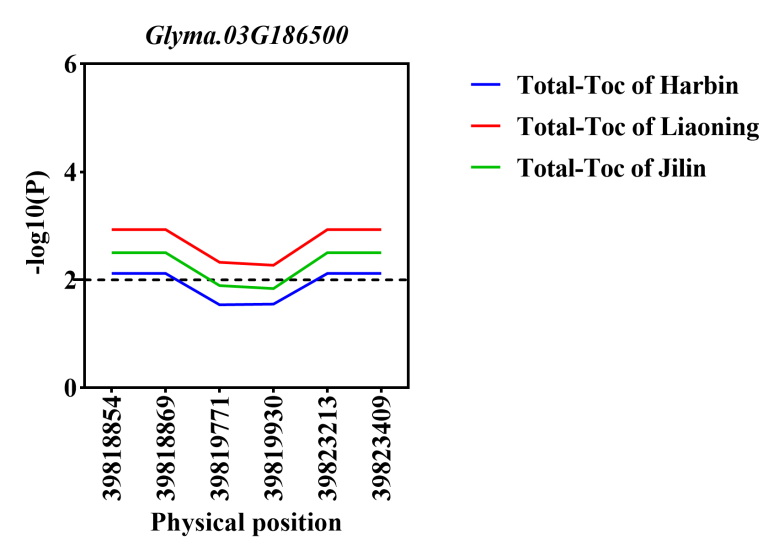 Glyma.03G186500
6
4
2
0
-log10(P)
39818854
39818869
39819771
39819930
39823213
39823409
Physical position
Total-Toc of Harbin
Total-Toc of Liaoning
Total-Toc of Jilin